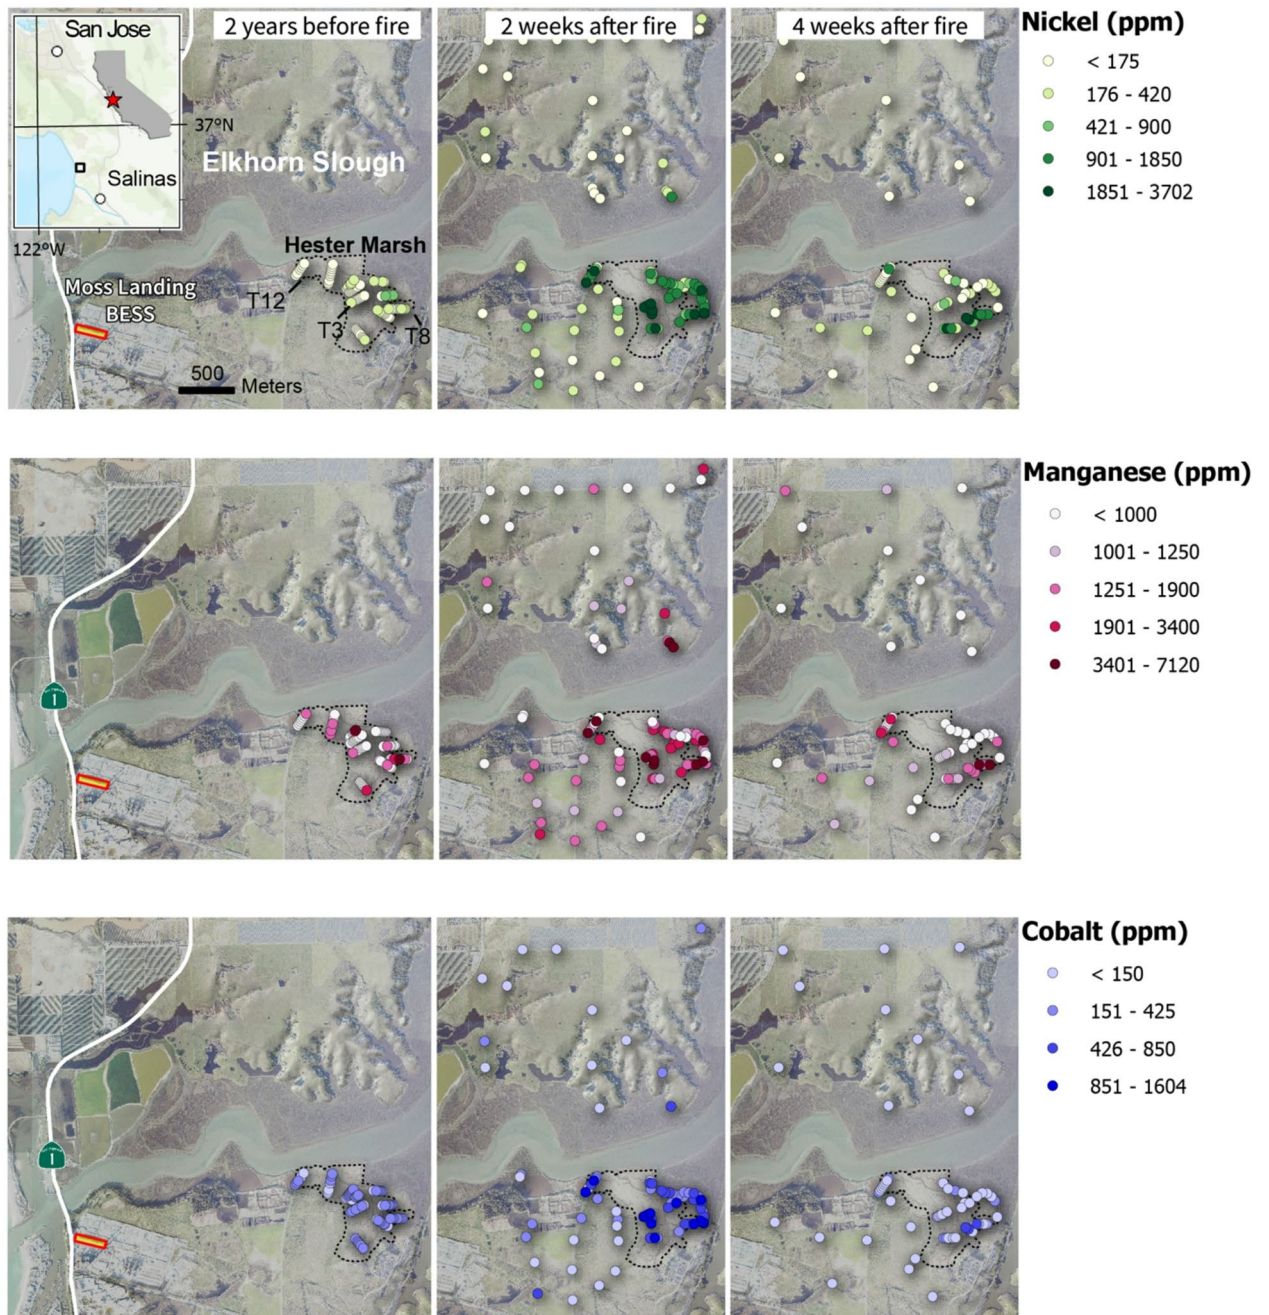 San Jose
2 years before fire
2 weeks after fire
4 weeks after fire
Nickel (ppm)
< 175
176 - 420
421 - 900
901 - 1850
1851 - 3702
37°N
Elkhorn Slough
Salinas
122°W
Hester Marsh
Moss Landing
BESS
T12
T3
T8
500
Meters
Manganese (ppm)
< 1000
1001 - 1250
1251 - 1900
1901 - 3400
3401 - 7120
1
Cobalt (ppm)
< 150
151 - 425
426 - 850
851 - 1604
1